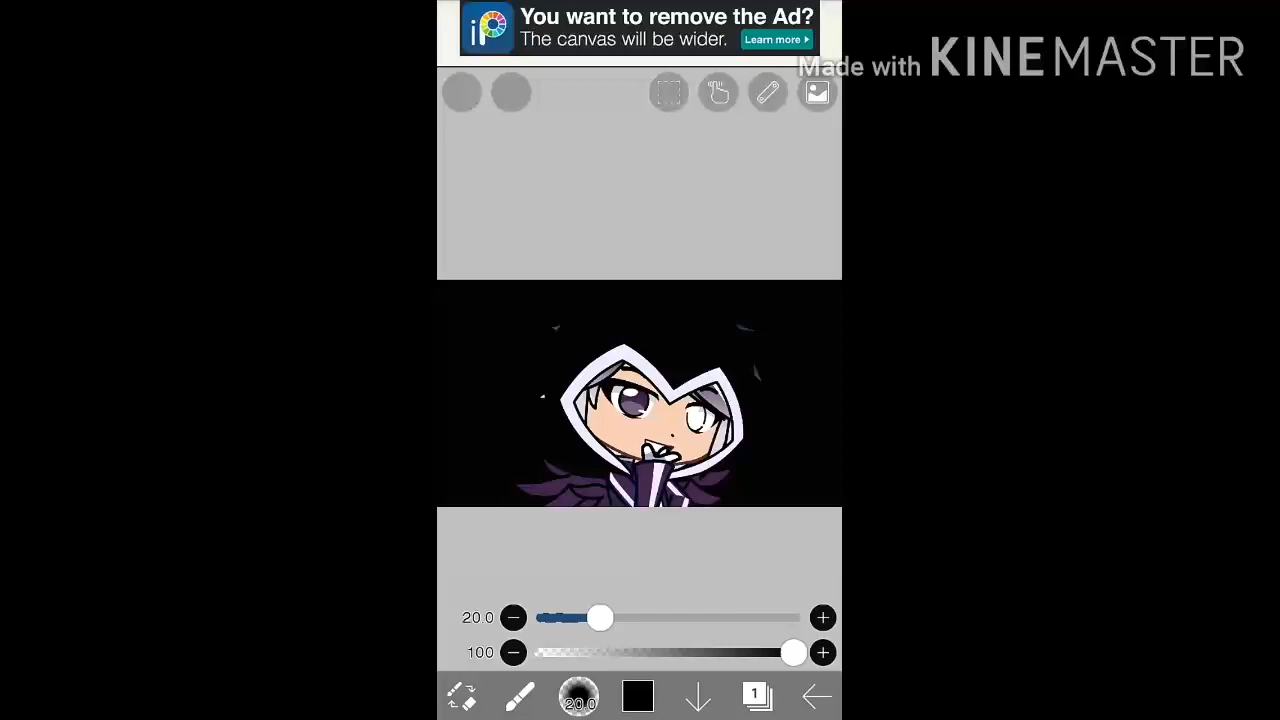 You want to remove the Ad?
The canvas will be wider.
Learn more
iP
Made with KINEMASTER
20.0
100
20.0
1